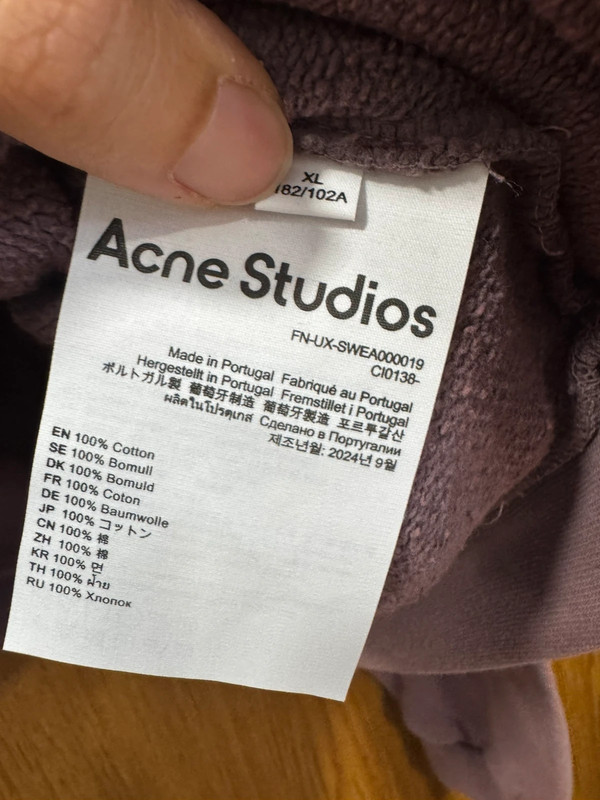 XL
182/102A
Acne Studios
FN-UX-SWEA000019
CI0138-
Made in Portugal Fabriqué au Portugal
Hergestellt in Portugal Fremstillet i Portugal
ポルトガル製 葡萄牙制造 葡萄牙製造 포르투갈산
ผลิตในโปรตุเกส Сделано в Португалии
제조년월: 2024년 9월
EN 100% Cotton
SE 100% Bomull
DK 100% Bomuld
FR 100% Coton
DE 100% Baumwolle
JP 100% コットン
CN 100% 棉
ZH 100% 棉
KR 100% 면
TH 100% ฝ้าย
RU 100% Хлопок